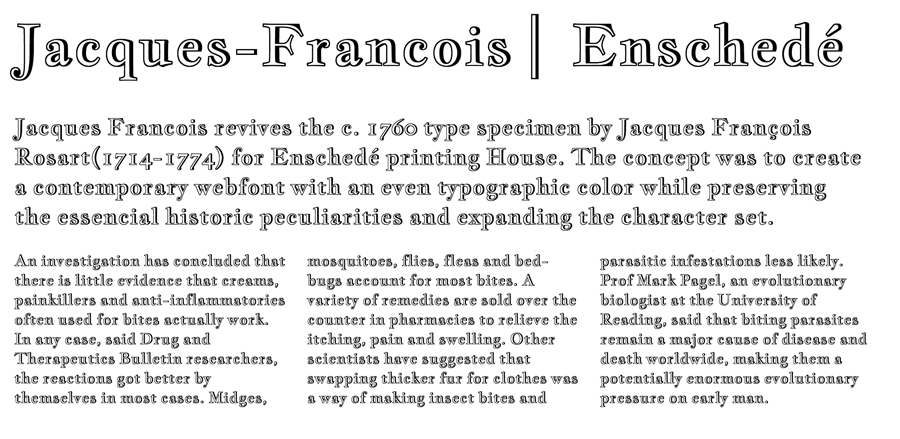 Jacques-Francois | Enschedé
Jacques Francois revives the c. 1760 type specimen by Jacques François
Rosart(1714-1774) for Enschedé printing House. The concept was to create
a contemporary webfont with an even typographic color while preserving
the essencial historic peculiarities and expanding the character set.
An investigation has concluded that
there is little evidence that creams,
painkillers and anti-inflammatories
often used for bites actually work.
In any case, said Drug and
Therapeutics Bulletin researchers,
the reactions got better by
themselves in most cases. Midges,
mosquitoes, flies, fleas and bed-
bugs account for most bites. A
variety of remedies are sold over the
counter in pharmacies to relieve the
itching, pain and swelling. Other
scientists have suggested that
swapping thicker fur for clothes was
a way of making insect bites and
parasitic infestations less likely.
Prof Mark Pagel, an evolutionary
biologist at the University of
Reading, said that biting parasites
remain a major cause of disease and
death worldwide, making them a
potentially enormous evolutionary
pressure on early man.